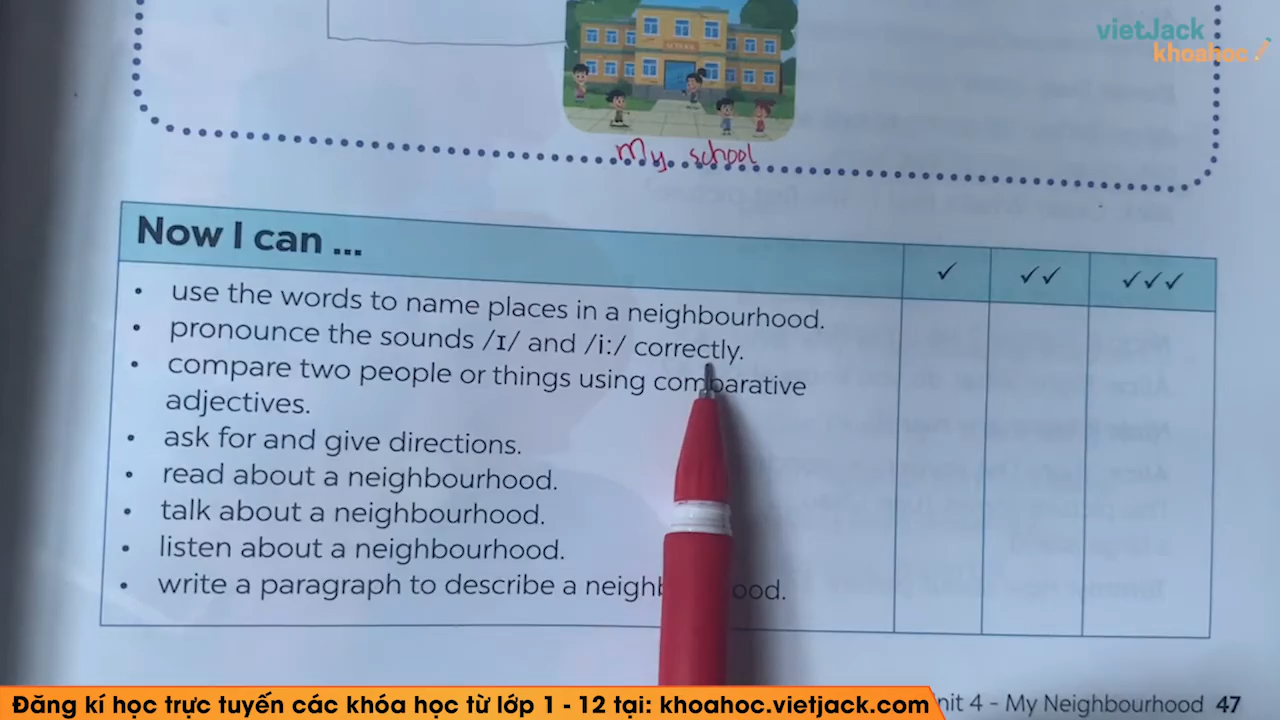 vietJack
khoahoc
SCHOOL
My school
Now I can ...
✓ ✓✓ ✓✓✓
• use the words to name places in a neighbourhood.
• pronounce the sounds /ɪ/ and /i:/ correctly.
• compare two people or things using comparative
adjectives.
• ask for and give directions.
• read about a neighbourhood.
• talk about a neighbourhood.
• listen about a neighbourhood.
• write a paragraph to describe a
nit 4 - My Neighbourhood 47
Đăng kí học trực tuyến các khóa học từ lớp 1 - 12 tại: khoahoc.vietjack.com